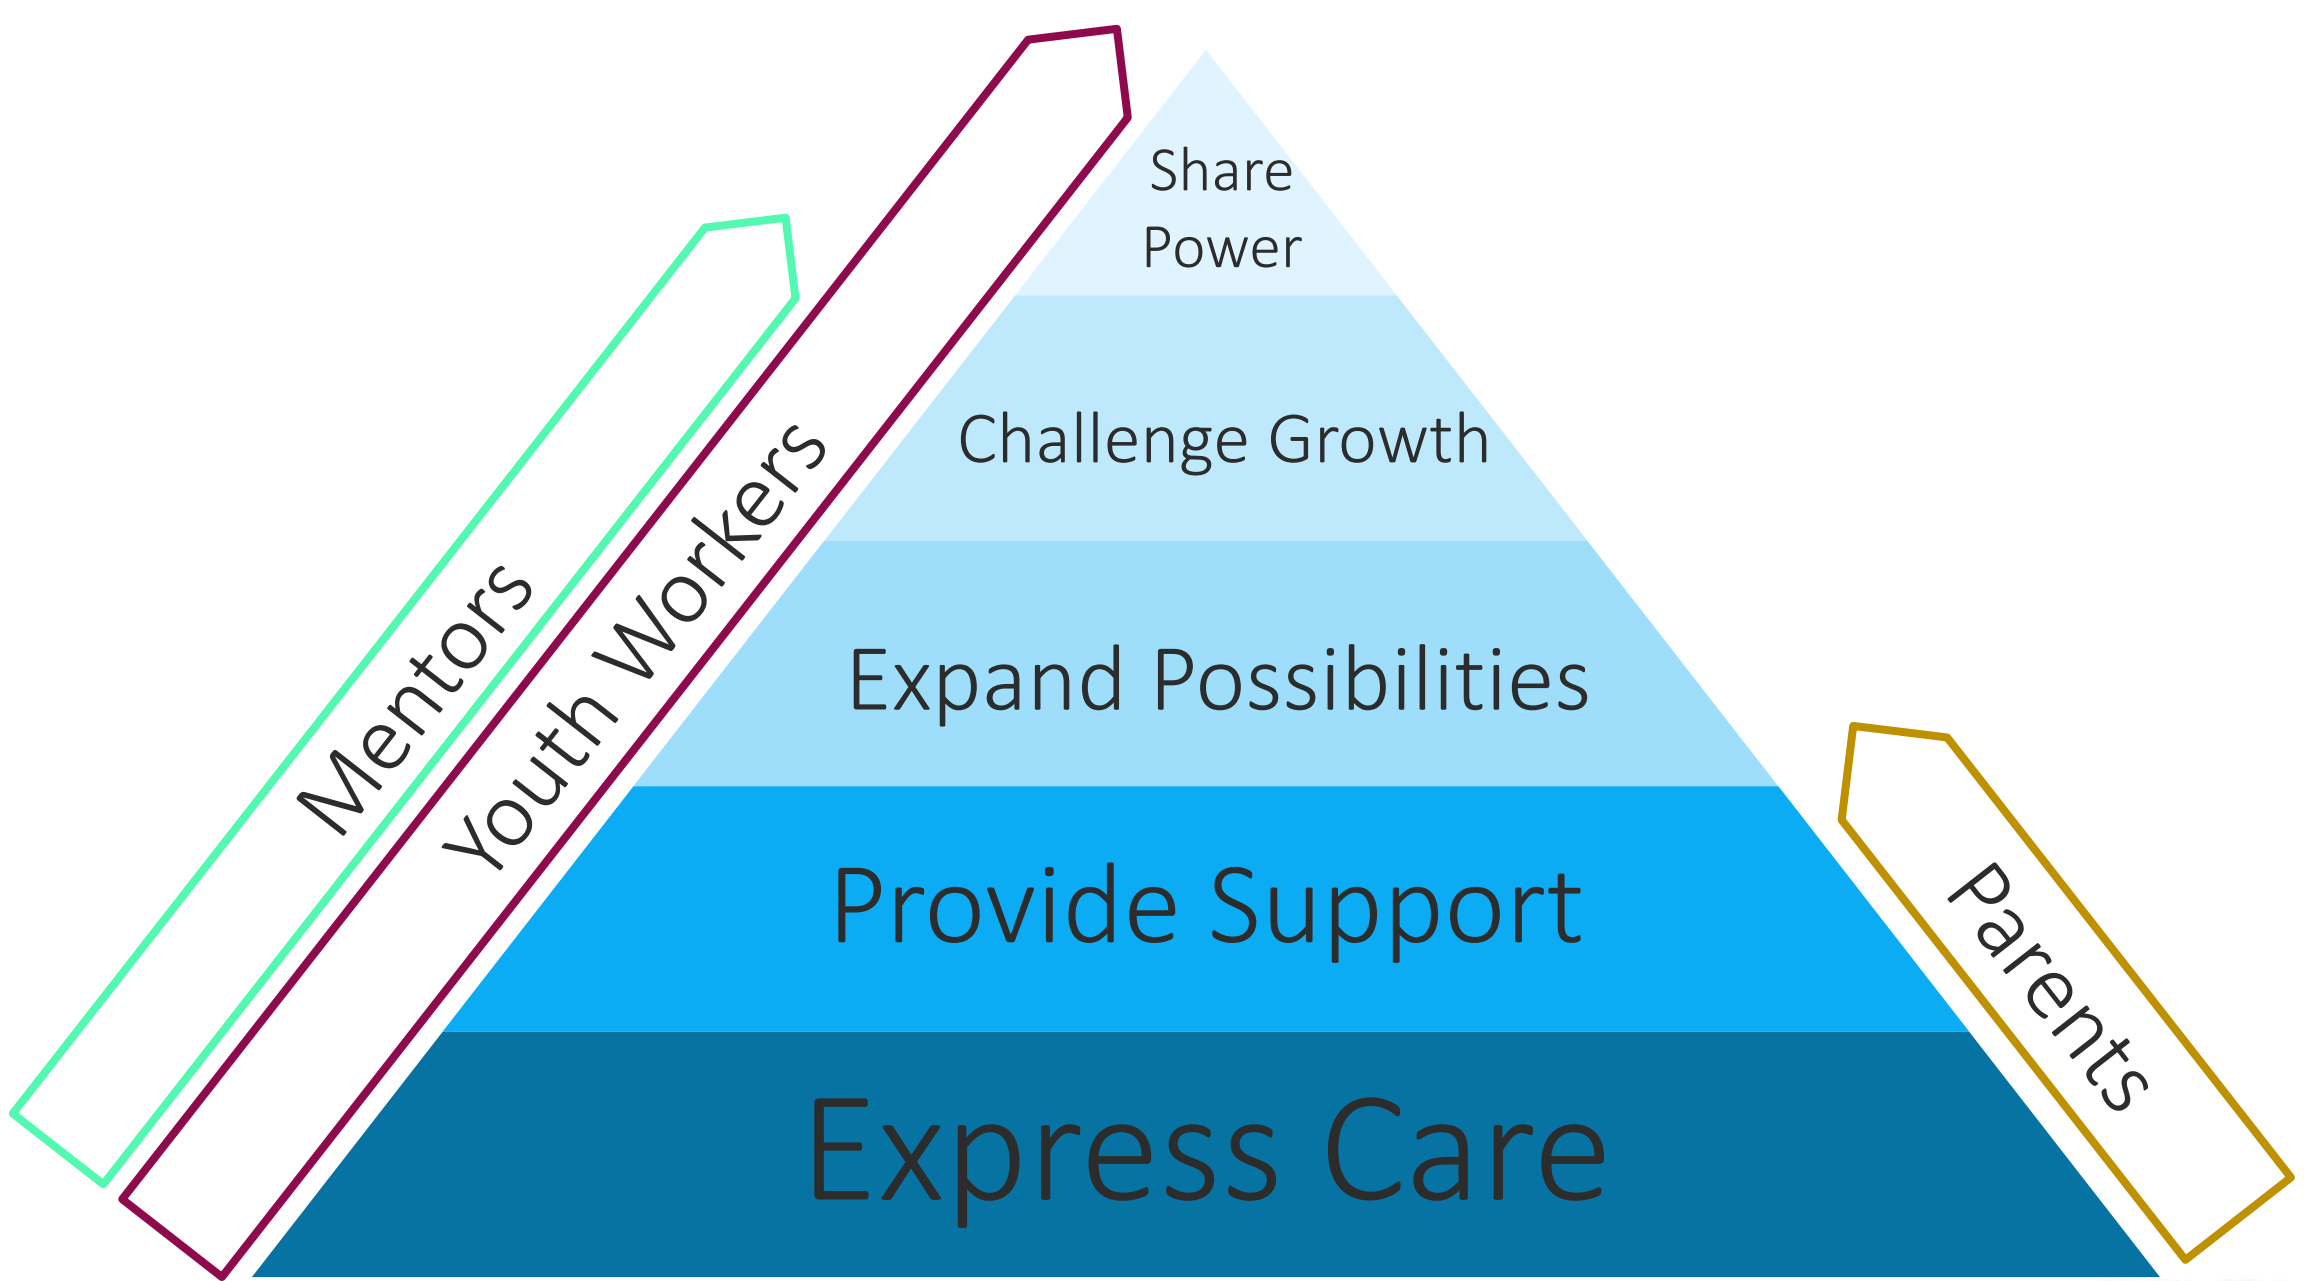 Share
Power
Challenge Growth
Expand Possibilities
Provide Support
Express Care
Mentors
Youth Workers
Parents